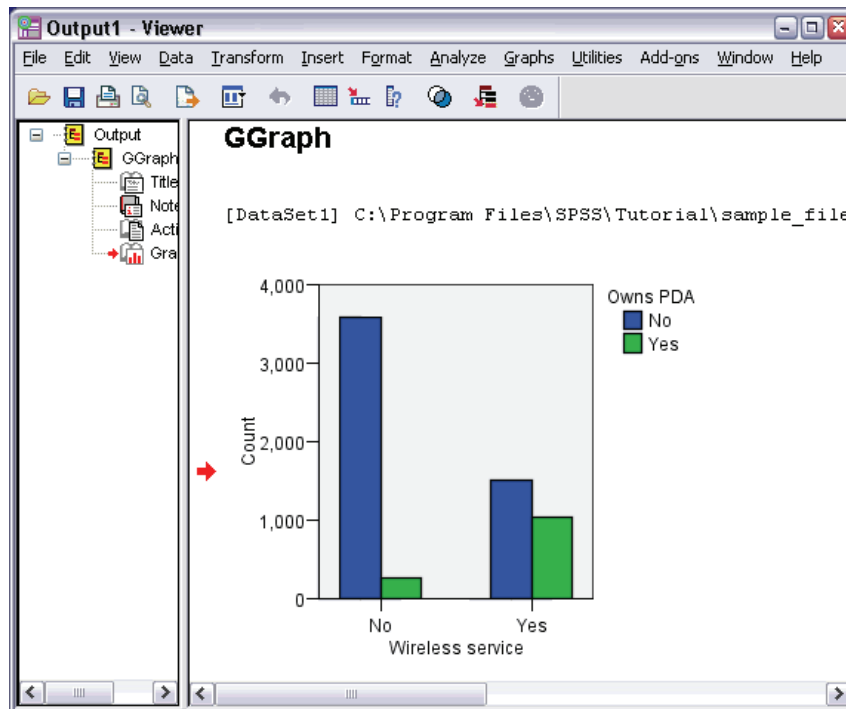 Output1 - Viewer
File Edit View Data Transform Insert Format Analyze Graphs Utilities Add-ons Window Help
Output
GGraph
Title
Note
Acti
Gra
GGraph
[DataSet1] C:\Program Files\SPSS\Tutorial\sample_file
4,000
3,000
2,000
1,000
0
Count
No Yes
Wireless service
Owns PDA
No
Yes